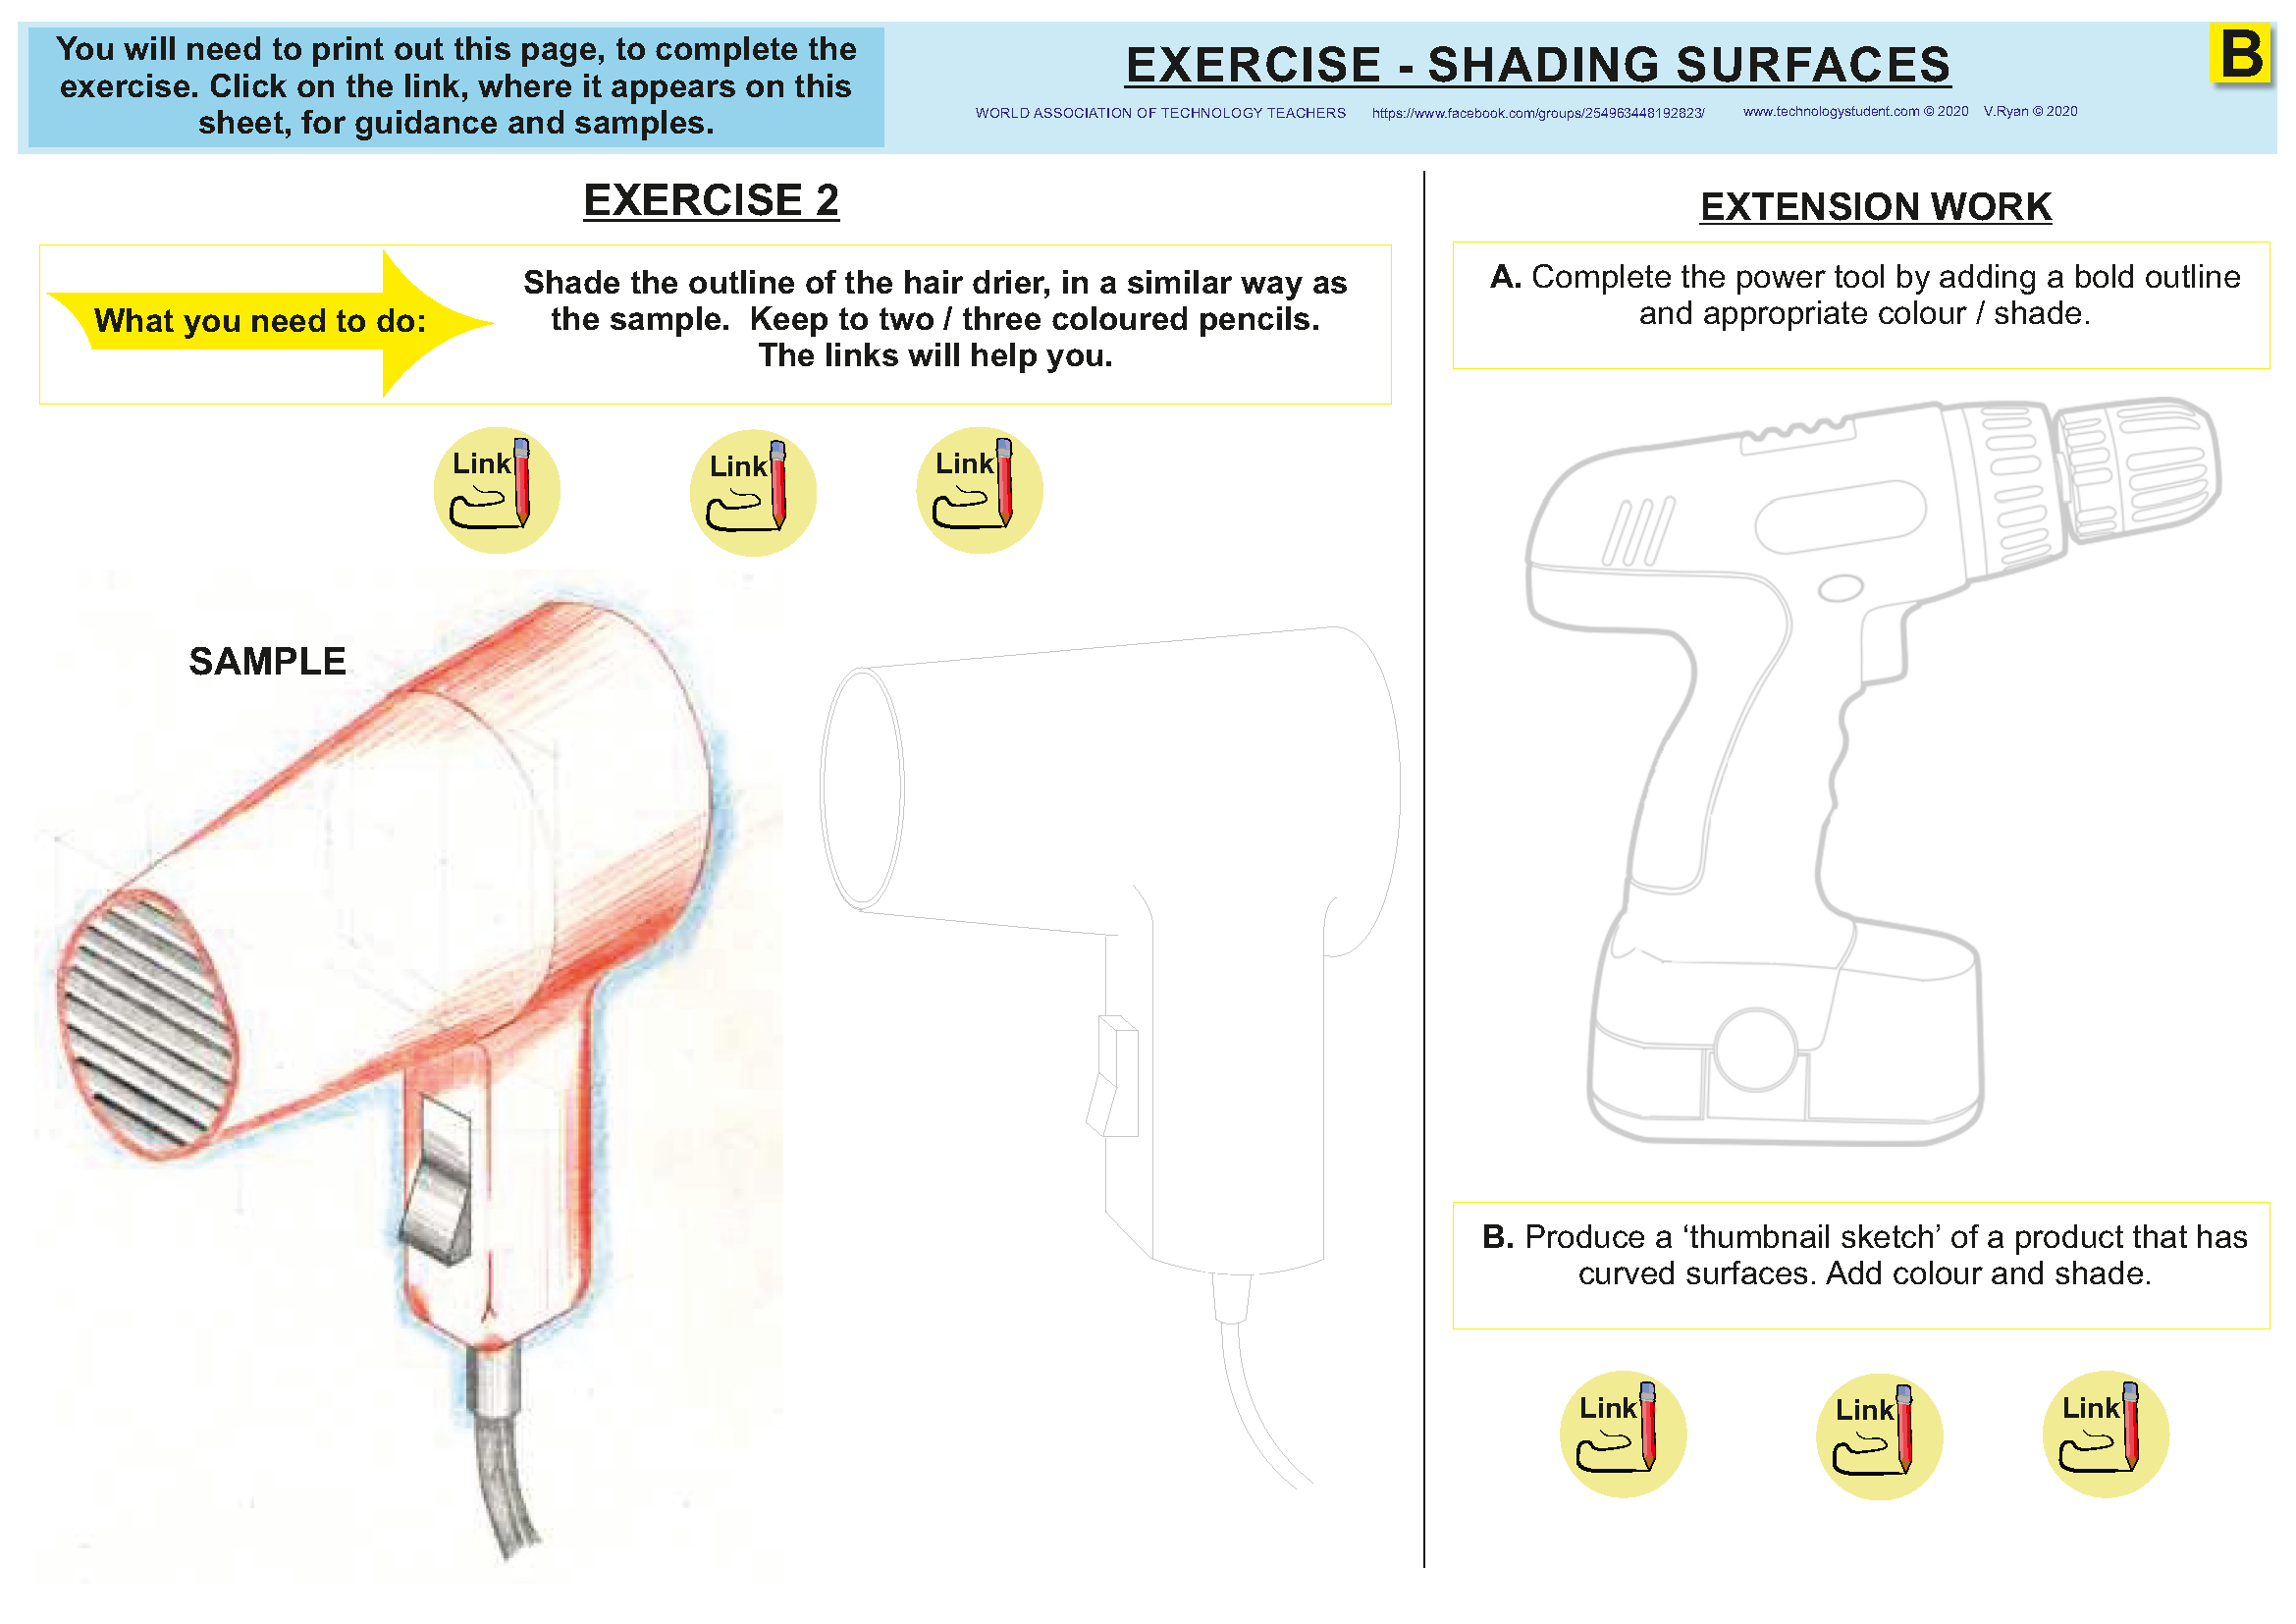 You will need to print out this page, to complete the
exercise. Click on the link, where it appears on this
sheet, for guidance and samples.
EXERCISE - SHADING SURFACES
B
WORLD ASSOCIATION OF TECHNOLOGY TEACHERS https://www.facebook.com/groups/254963448192823/ www.technologystudent.com © 2020 V.Ryan © 2020
EXERCISE 2
What you need to do:
Shade the outline of the hair drier, in a similar way as
the sample. Keep to two / three coloured pencils.
The links will help you.
Link
Link
Link
SAMPLE
EXTENSION WORK
A. Complete the power tool by adding a bold outline
and appropriate colour / shade.
B. Produce a ‘thumbnail sketch’ of a product that has
curved surfaces. Add colour and shade.
Link
Link
Link